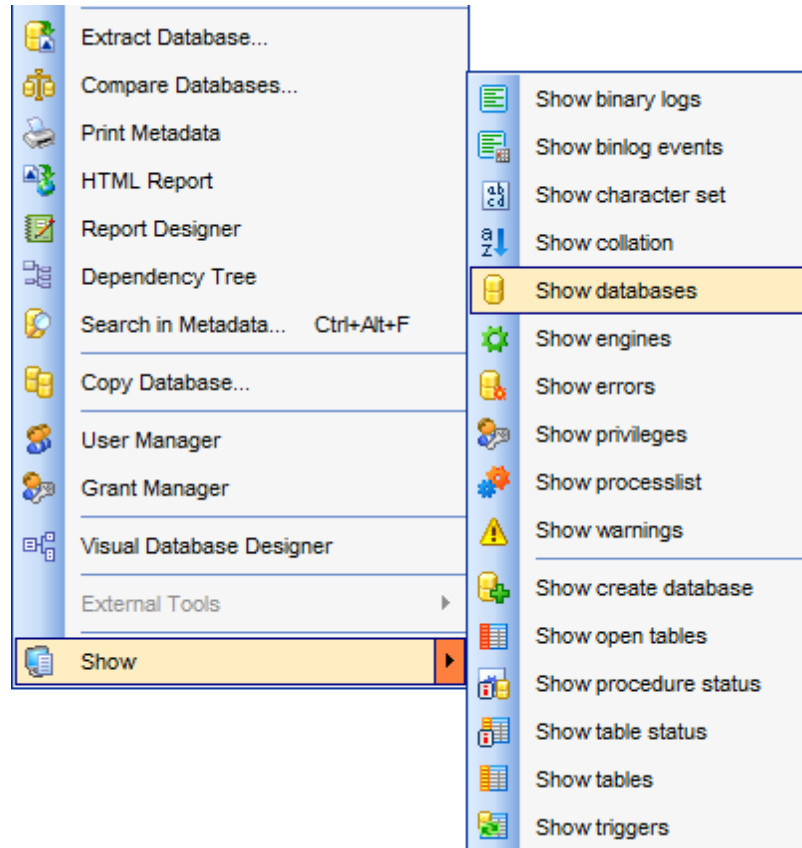 Extract Database...
Compare Databases...
Print Metadata
HTML Report
Report Designer
Dependency Tree
Search in Metadata... Ctrl+Alt+F
Copy Database...
User Manager
Grant Manager
Visual Database Designer
External Tools
Show
Show binary logs
Show binlog events
Show character set
Show collation
Show databases
Show engines
Show errors
Show privileges
Show processlist
Show warnings
Show create database
Show open tables
Show procedure status
Show table status
Show tables
Show triggers